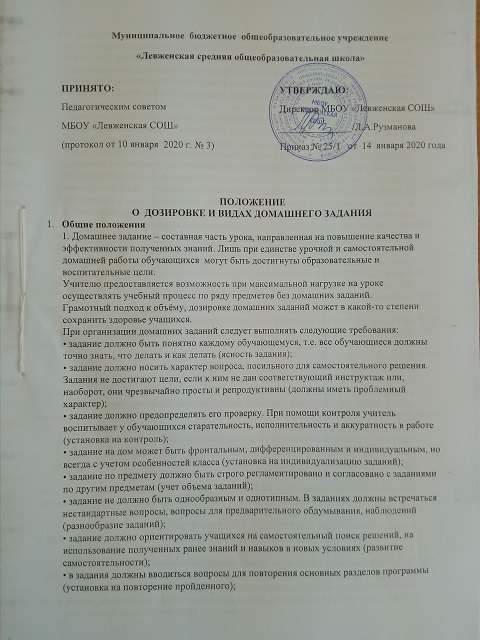 Муниципальное бюджетное общеобразовательное учреждение
«Левженская средняя общеобразовательная школа»
ПРИНЯТО:
Педагогическим советом
МБОУ «Левженская СОШ»
(протокол от 10 января 2020 г. № 3)
УТВЕРЖДАЮ:
Директор МБОУ «Левженская СОШ»
/Л.А.Рузманова
Приказ № 25/1 от 14 января 2020 года
ПОЛОЖЕНИЕ
О ДОЗИРОВКЕ И ВИДАХ ДОМАШНЕГО ЗАДАНИЯ
1. Общие положения
1. Домашнее задание – составная часть урока, направленная на повышение качества и
эффективности полученных знаний. Лишь при единстве урочной и самостоятельной
домашней работы обучающихся могут быть достигнуты образовательные и
воспитательные цели.
Учителю предоставляется возможность при максимальной нагрузке на уроке
осуществлять учебный процесс по ряду предметов без домашних заданий.
Грамотный подход к объёму, дозировке домашних заданий может в какой-то степени
сохранить здоровье учащихся.
При организации домашних заданий следует выполнять следующие требования:
• задание должно быть понятно каждому обучающемуся, т.е. все обучающиеся должны
точно знать, что делать и как делать (ясность задания);
• задание должно носить характер вопроса, посильного для самостоятельного решения.
Задания не достигают цели, если к ним не дан соответствующий инструктаж или,
наоборот, они чрезвычайно просты и репродуктивны (должны иметь проблемный
характер);
• задание должно предопределять его проверку. При помощи контроля учитель
воспитывает у обучающихся старательность, исполнительность и аккуратность в работе
(установка на контроль);
• задание на дом может быть фронтальным, дифференцированным и индивидуальным, но
всегда с учетом особенностей класса (установка на индивидуализацию заданий);
• задание по предмету должно быть строго регламентировано и согласовано с заданиями
по другим предметам (учет объема заданий);
• задание не должно быть однообразным и однотипным. В заданиях должны встречаться
нестандартные вопросы, вопросы для предварительного обдумывания, наблюдений
(разнообразие заданий);
• задание должно ориентировать учащихся на самостоятельный поиск решений, на
использование полученных ранее знаний и навыков в новых условиях (развитие
самостоятельности);
• в задания должны вводиться вопросы для повторения основных разделов программы
(установка на повторение пройденного);